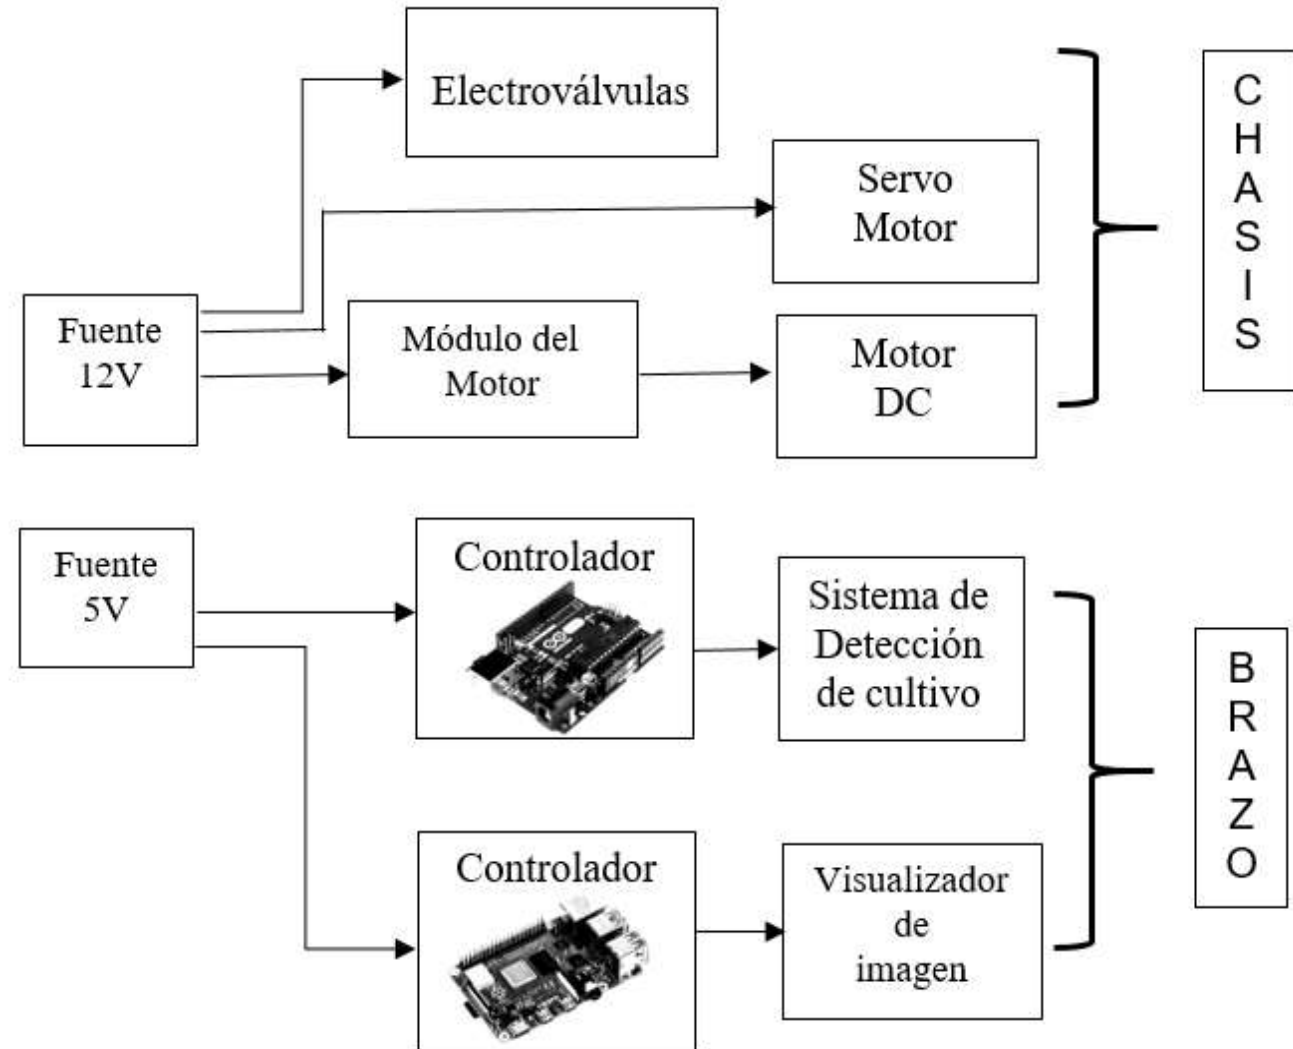 Electroválvulas
Servo
Motor
Fuente
12V
Módulo del
Motor
Motor
DC
C
H
A
S
I
S
Fuente
5V
Controlador
Sistema de
Detección
de cultivo
Controlador
Visualizador
de
imagen
B
R
A
Z
O